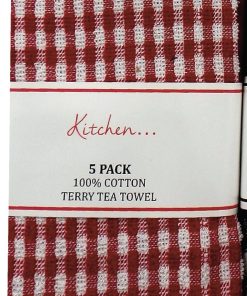 Kitchen...
5 PACK
100% COTTON
TERRY TEA TOWEL